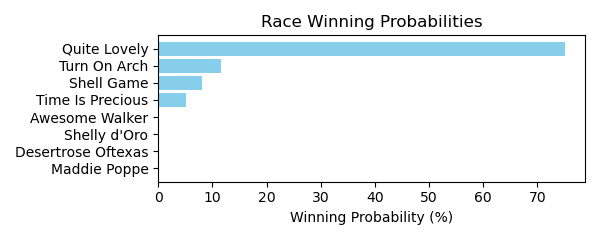 Race Winning Probabilities
Quite Lovely
Turn On Arch
Shell Game
Time Is Precious
Awesome Walker
Shelly d'Oro
Desertrose Oftexas
Maddie Poppe
0 10 20 30 40 50 60 70
Winning Probability (%)